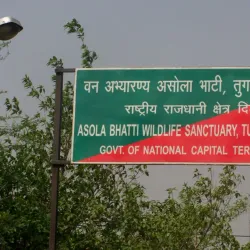 वन अभ्यारण्य असोला भाटी,
राष्ट्रीय राजधानी क्षेत्र
ASOLA BHATTI WILDLIFE SANCTUARY,
GOVT. OF NATIONAL CAPITAL